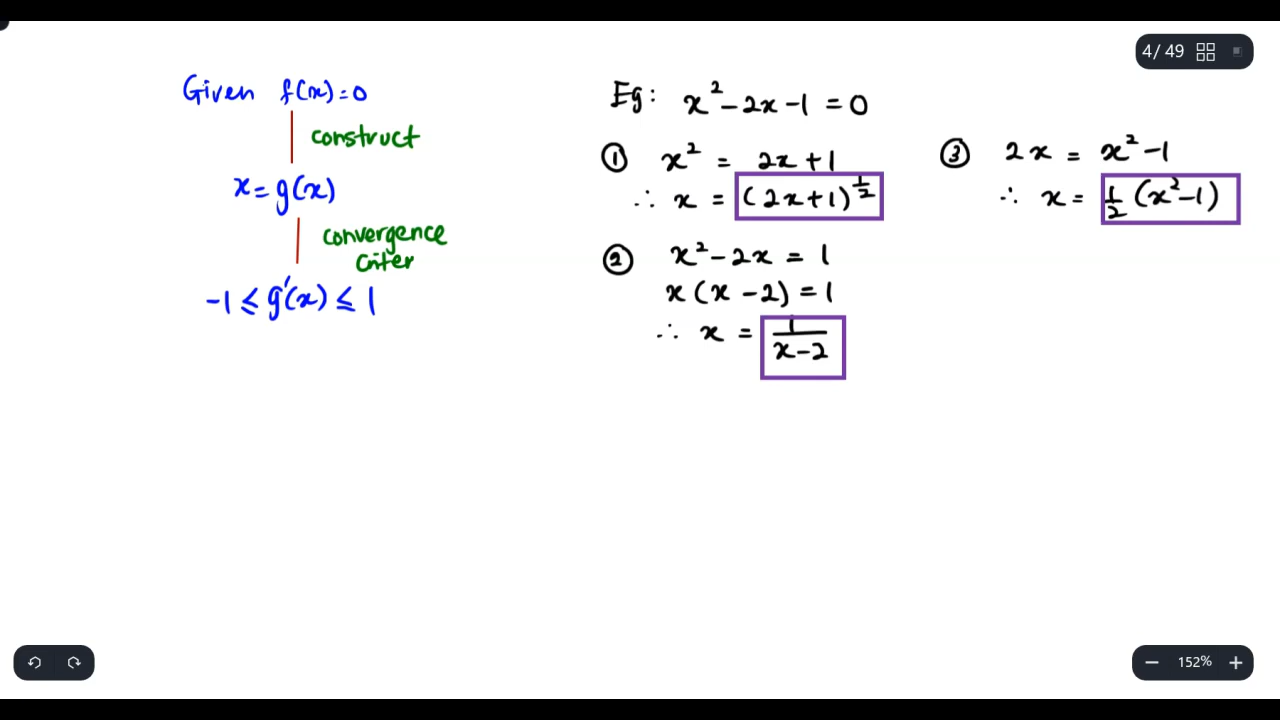 4/49
Given f(x)=0
construct
x=g(x)
convergence
criter
-1 ≤ g'(x) ≤ 1
Eg: x² - 2x - 1 = 0
① x² = 2x + 1
∴ x = (2x+1)^½
② x² - 2x = 1
x(x - 2) = 1
∴ x = 1/(x-2)
③ 2x = x² - 1
∴ x = ½(x²-1)
152%